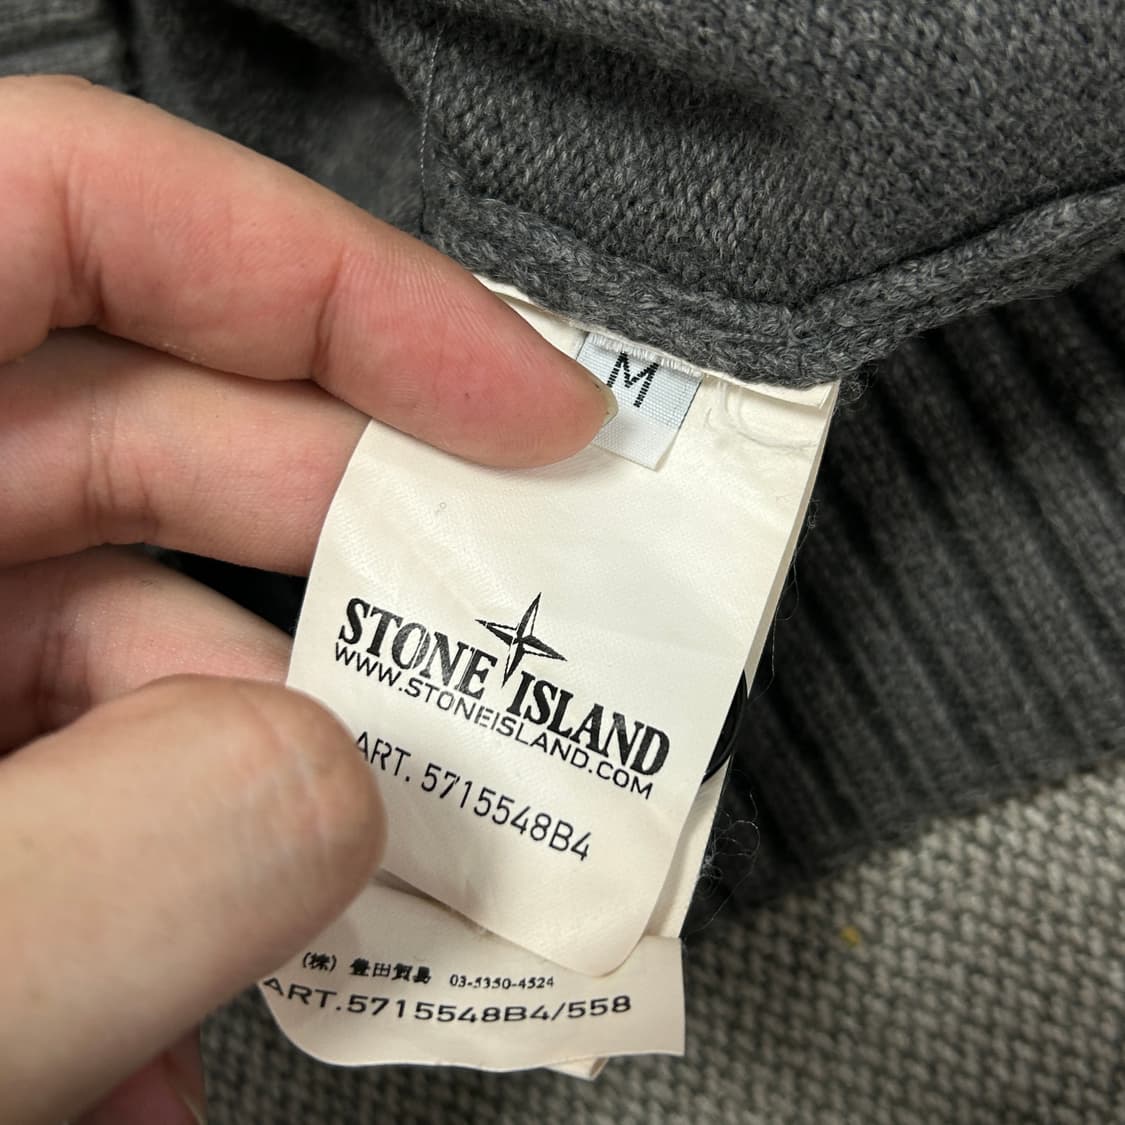 M
STONE ISLAND
WWW.STONEISLAND.COM
ART. 5715548B4
(株) 豊田貿易 03-5350-4524
ART.5715548B4/558